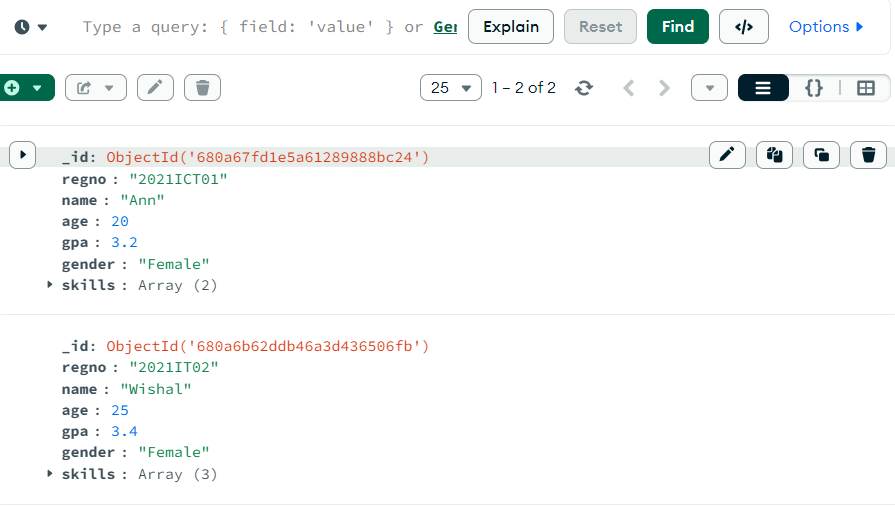 Type a query: { field: 'value' } or Ger
Explain
Reset
Find
</>
Options
25
1 – 2 of 2
{}
_id: ObjectId('680a67fd1e5a61289888bc24')
regno : "2021ICT01"
name : "Ann"
age : 20
gpa : 3.2
gender : "Female"
skills : Array (2)
_id: ObjectId('680a6b62ddb46a3d436506fb')
regno : "2021IT02"
name : "Wishal"
age : 25
gpa : 3.4
gender : "Female"
skills : Array (3)